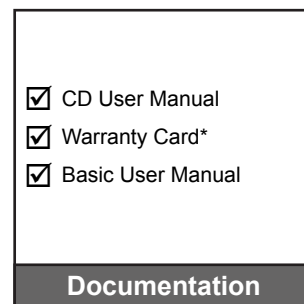 ☑ CD User Manual
☑ Warranty Card*
☑ Basic User Manual
Documentation